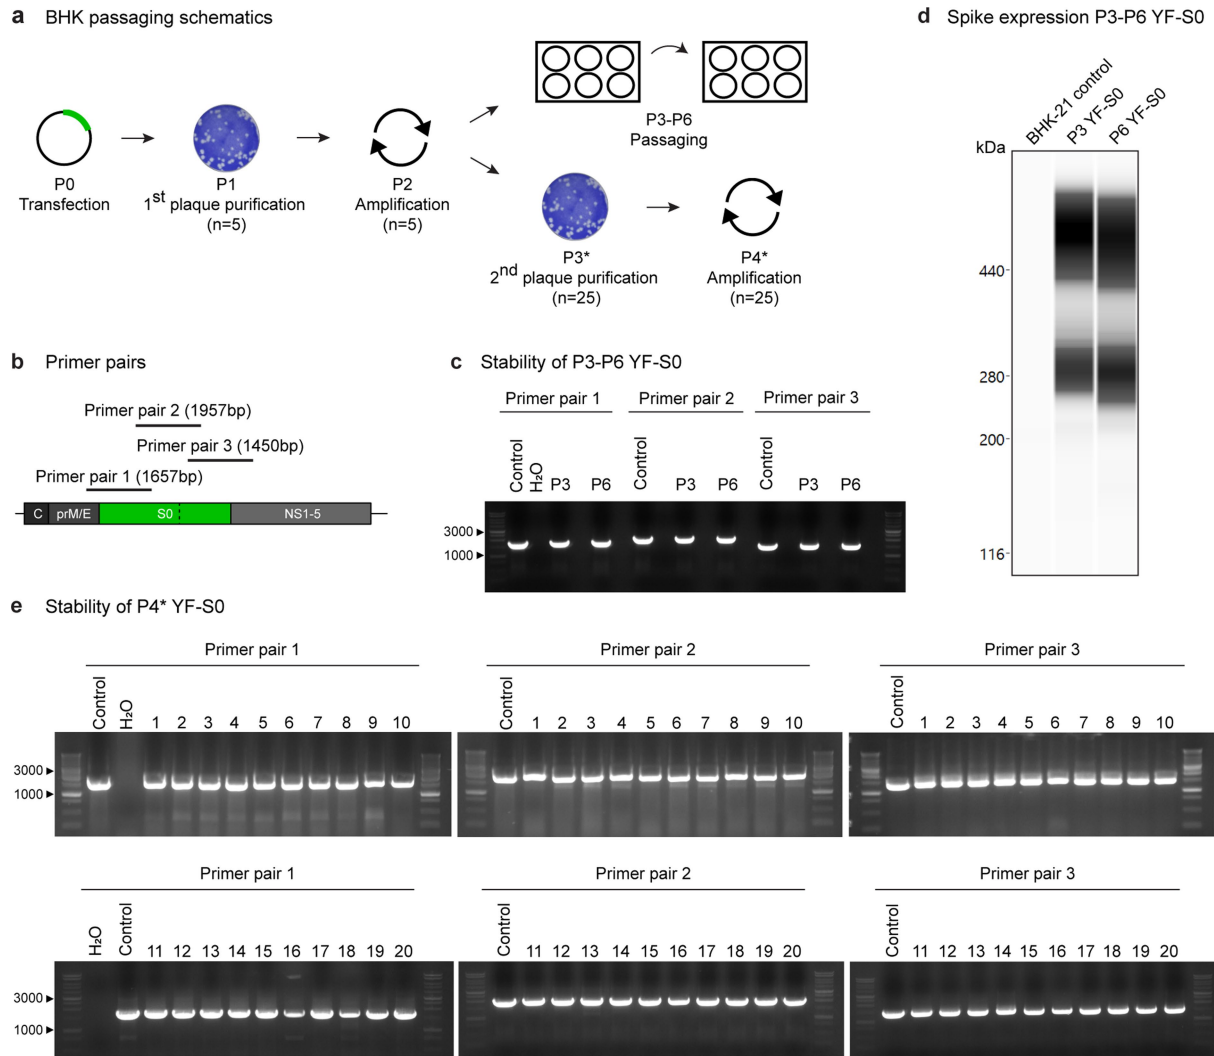 a BHK passaging schematics
P0
Transfection
P1
1st plaque purification
(n=5)
P2
Amplification
(n=5)
P3-P6
Passaging
P3*
2nd plaque purification
(n=25)
P4*
Amplification
(n=25)
d Spike expression P3-P6 YF-S0
BHK-21 control
P3 YF-S0
P6 YF-S0
kDa
440
280
200
116
b Primer pairs
Primer pair 2 (1957bp)
Primer pair 3 (1450bp)
Primer pair 1 (1657bp)
C prM/E S0 NS1-5
c Stability of P3-P6 YF-S0
Primer pair 1 Primer pair 2 Primer pair 3
Control H₂O P3 P6 Control P3 P6 Control P3 P6
3000
1000
e Stability of P4* YF-S0
Primer pair 1 Primer pair 2 Primer pair 3
Control H₂O 1 2 3 4 5 6 7 8 9 10 Control 1 2 3 4 5 6 7 8 9 10 Control 1 2 3 4 5 6 7 8 9 10
3000
1000
Primer pair 1 Primer pair 2 Primer pair 3
H₂O Control 11 12 13 14 15 16 17 18 19 20 Control 11 12 13 14 15 16 17 18 19 20 Control 11 12 13 14 15 16 17 18 19 20
3000
1000